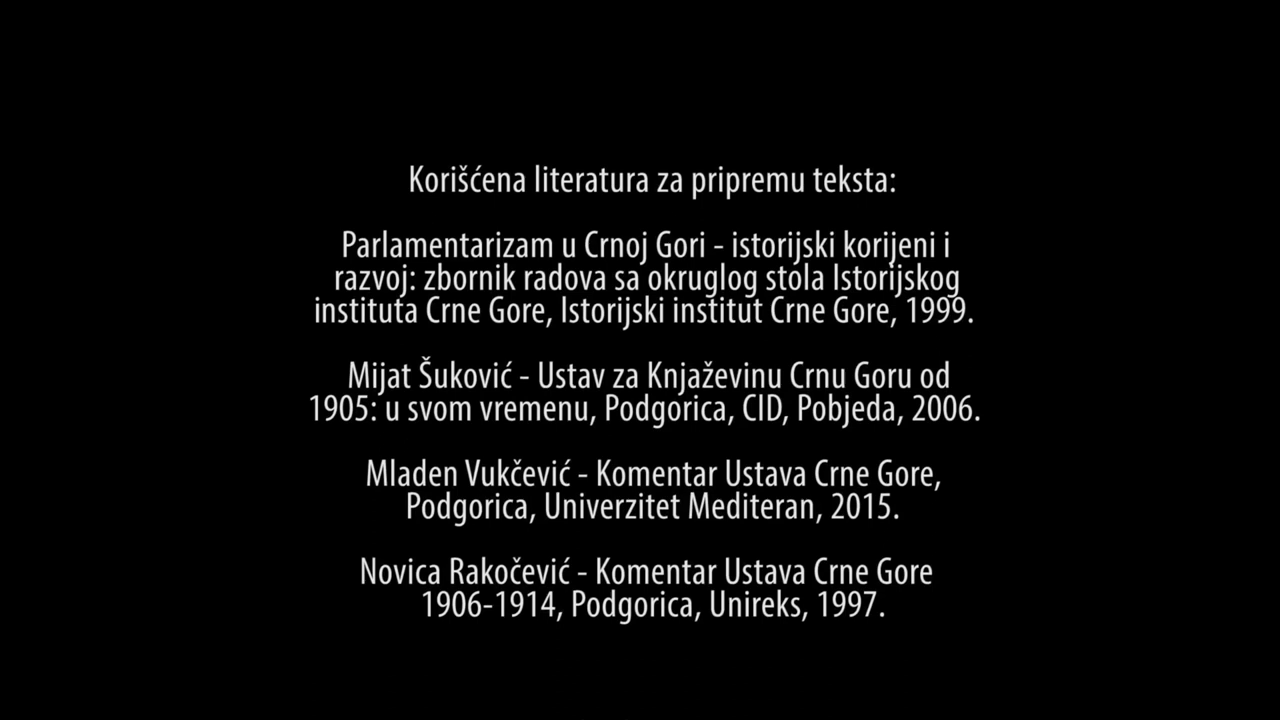 Korišćena literatura za pripremu teksta:
Parlamentarizam u Crnoj Gori - istorijski korijeni i
razvoj: zbornik radova sa okruglog stola Istorijskog
instituta Crne Gore, Istorijski institut Crne Gore, 1999.
Mijat Šuković - Ustav za Knjaževinu Crnu Goru od
1905: u svom vremenu, Podgorica, CID, Pobjeda, 2006.
Mladen Vukčević - Komentar Ustava Crne Gore,
Podgorica, Univerzitet Mediteran, 2015.
Novica Rakočević - Komentar Ustava Crne Gore
1906-1914, Podgorica, Unireks, 1997.